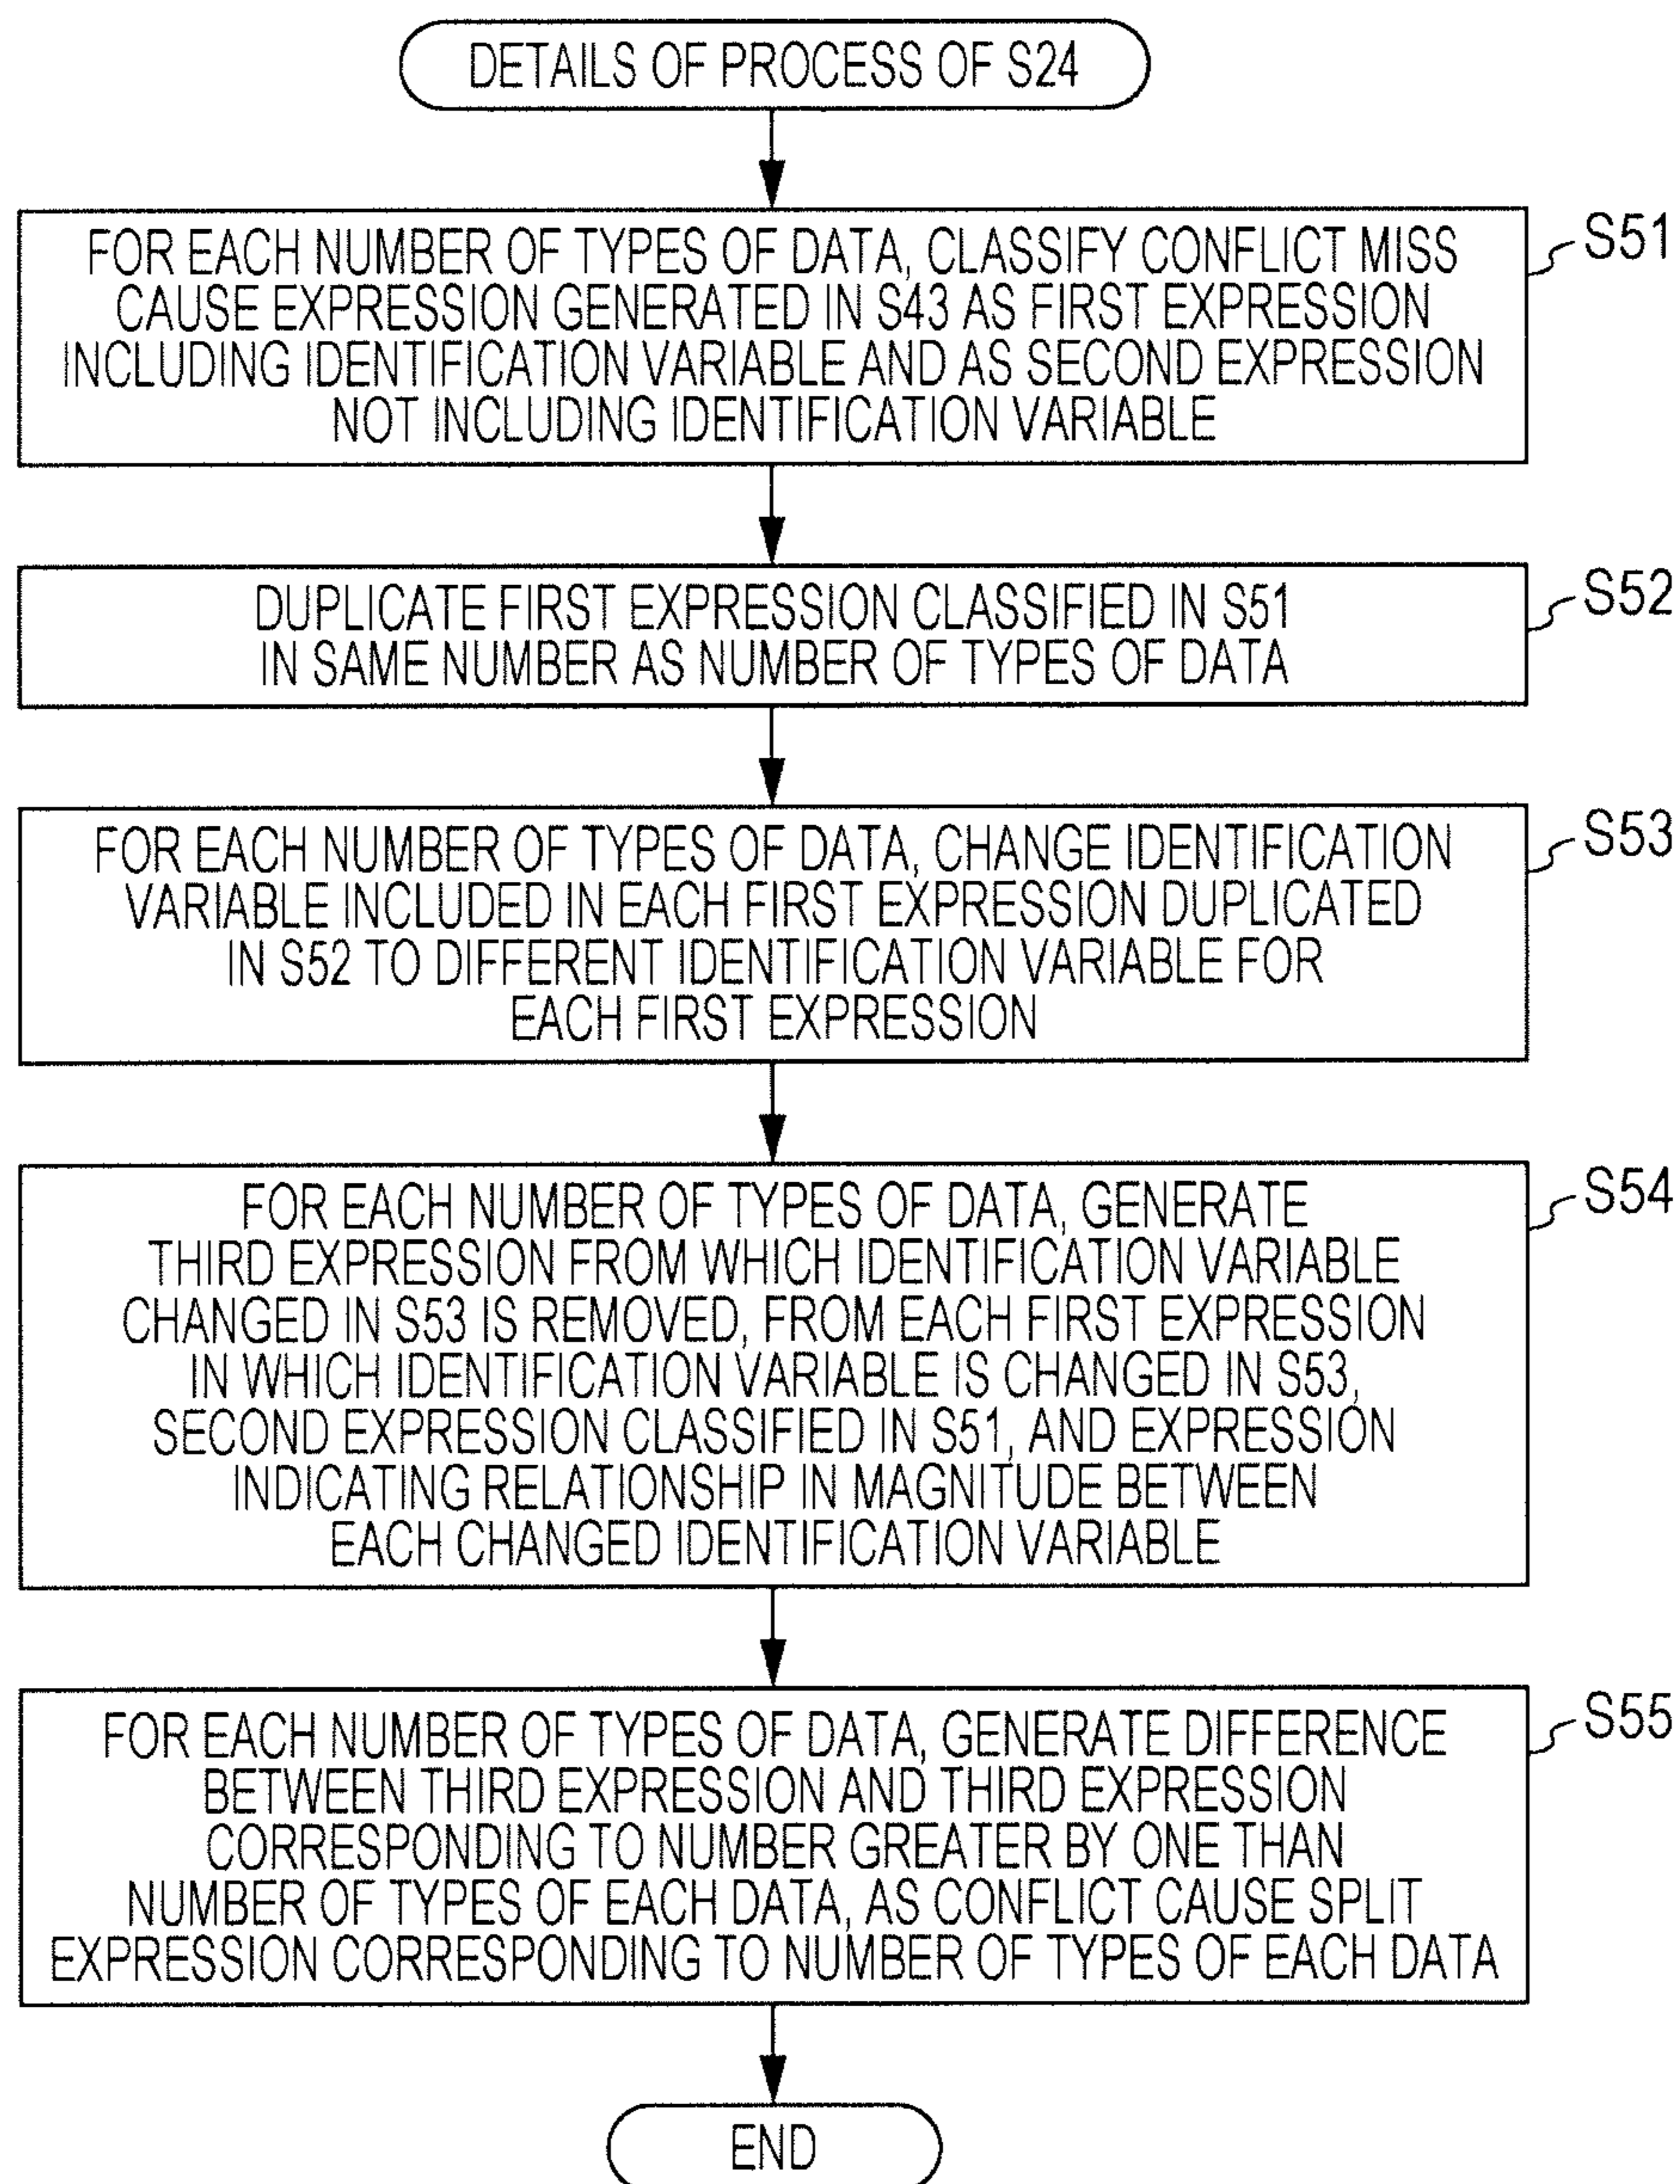 DETAILS OF PROCESS OF S24
FOR EACH NUMBER OF TYPES OF DATA, CLASSIFY CONFLICT MISS
CAUSE EXPRESSION GENERATED IN S43 AS FIRST EXPRESSION
INCLUDING IDENTIFICATION VARIABLE AND AS SECOND EXPRESSION
NOT INCLUDING IDENTIFICATION VARIABLE
S51
DUPLICATE FIRST EXPRESSION CLASSIFIED IN S51
IN SAME NUMBER AS NUMBER OF TYPES OF DATA
S52
FOR EACH NUMBER OF TYPES OF DATA, CHANGE IDENTIFICATION
VARIABLE INCLUDED IN EACH FIRST EXPRESSION DUPLICATED
IN S52 TO DIFFERENT IDENTIFICATION VARIABLE FOR
EACH FIRST EXPRESSION
S53
FOR EACH NUMBER OF TYPES OF DATA, GENERATE
THIRD EXPRESSION FROM WHICH IDENTIFICATION VARIABLE
CHANGED IN S53 IS REMOVED, FROM EACH FIRST EXPRESSION
IN WHICH IDENTIFICATION VARIABLE IS CHANGED IN S53,
SECOND EXPRESSION CLASSIFIED IN S51, AND EXPRESSION
INDICATING RELATIONSHIP IN MAGNITUDE BETWEEN
EACH CHANGED IDENTIFICATION VARIABLE
S54
FOR EACH NUMBER OF TYPES OF DATA, GENERATE DIFFERENCE
BETWEEN THIRD EXPRESSION AND THIRD EXPRESSION
CORRESPONDING TO NUMBER GREATER BY ONE THAN
NUMBER OF TYPES OF EACH DATA, AS CONFLICT CAUSE SPLIT
EXPRESSION CORRESPONDING TO NUMBER OF TYPES OF EACH DATA
S55
END